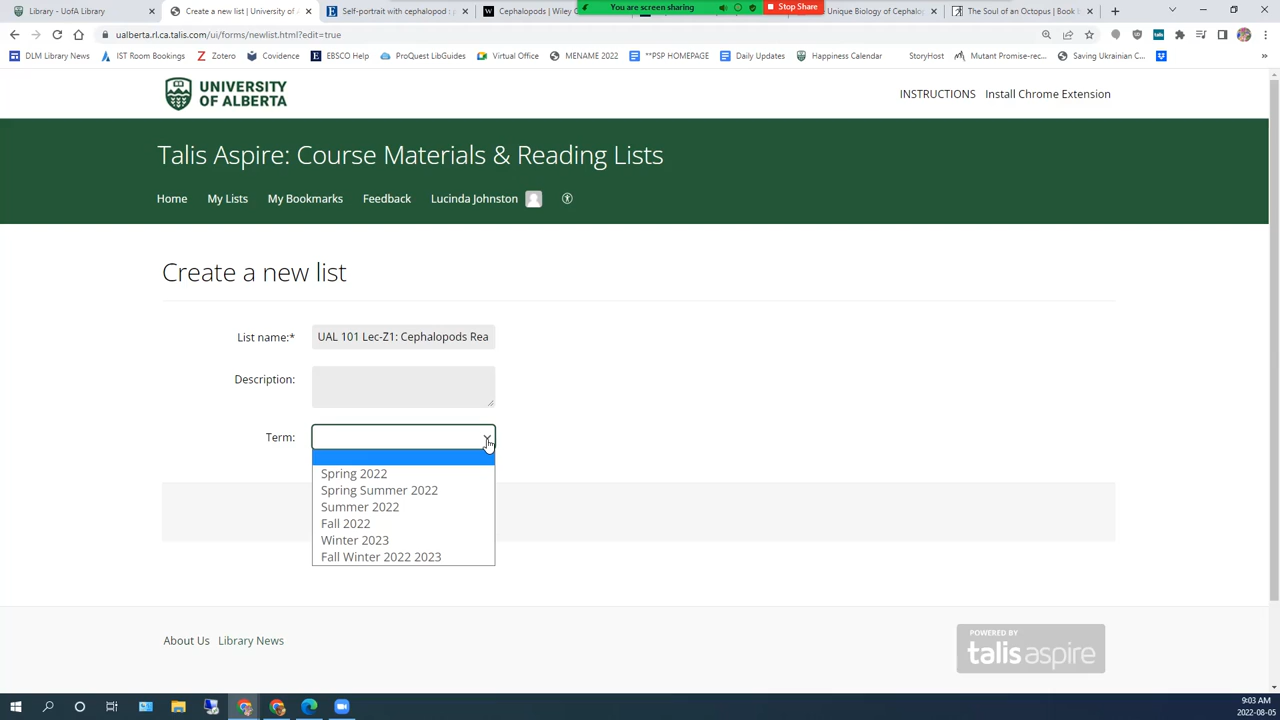 Library - UofA Library
Create a new list | University of A
Self-portrait with cephalopod : p
Cephalopods | Wiley O
You are screen sharing
Stop Share
Unique Biology of Cephalop
The Soul of an Octopus | Book b
ualberta.rl.ca.talis.com/ui/forms/newlist.html?edit=true
DLM Library News
IST Room Bookings
Zotero
Covidence
EBSCO Help
ProQuest LibGuides
Virtual Office
MENAME 2022
**PSP HOMEPAGE
Daily Updates
Happiness Calendar
StoryHost
Mutant Promise-rec...
Saving Ukrainian C...
UNIVERSITY
OF ALBERTA
INSTRUCTIONS Install Chrome Extension
Talis Aspire: Course Materials & Reading Lists
Home My Lists My Bookmarks Feedback Lucinda Johnston
Create a new list
List name:* UAL 101 Lec-Z1: Cephalopods Rea
Description:
Term:
Spring 2022
Spring Summer 2022
Summer 2022
Fall 2022
Winter 2023
Fall Winter 2022 2023
About Us Library News
POWERED BY
talis aspire
9:03 AM
2022-08-05